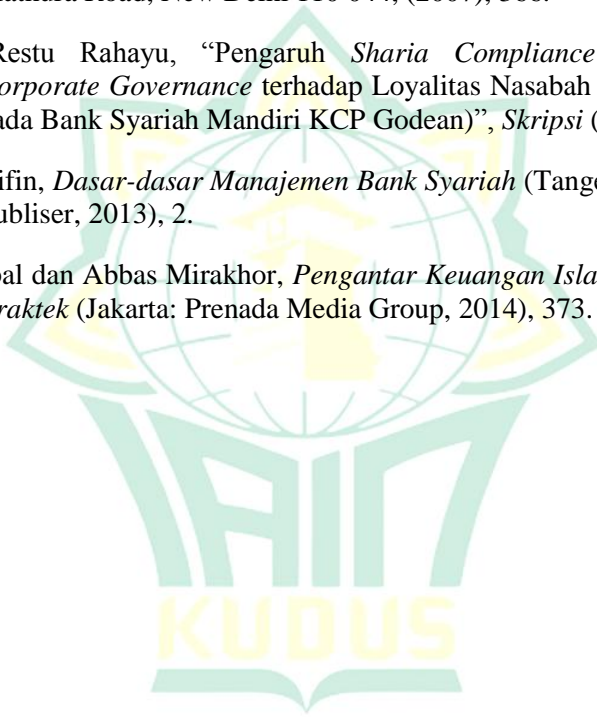 Road, New Delhi 110 044, (2007), 388.
Restu Rahayu, “Pengaruh Sharia Compliance
orporate Governance terhadap Loyalitas Nasabah
ada Bank Syariah Mandiri KCP Godean)”, Skripsi (
ifin, Dasar-dasar Manajemen Bank Syariah (Tange
ubliser, 2013), 2.
bal dan Abbas Mirakhor, Pengantar Keuangan Isla
raktek (Jakarta: Prenada Media Group, 2014), 373.
IAIN
KUDUS